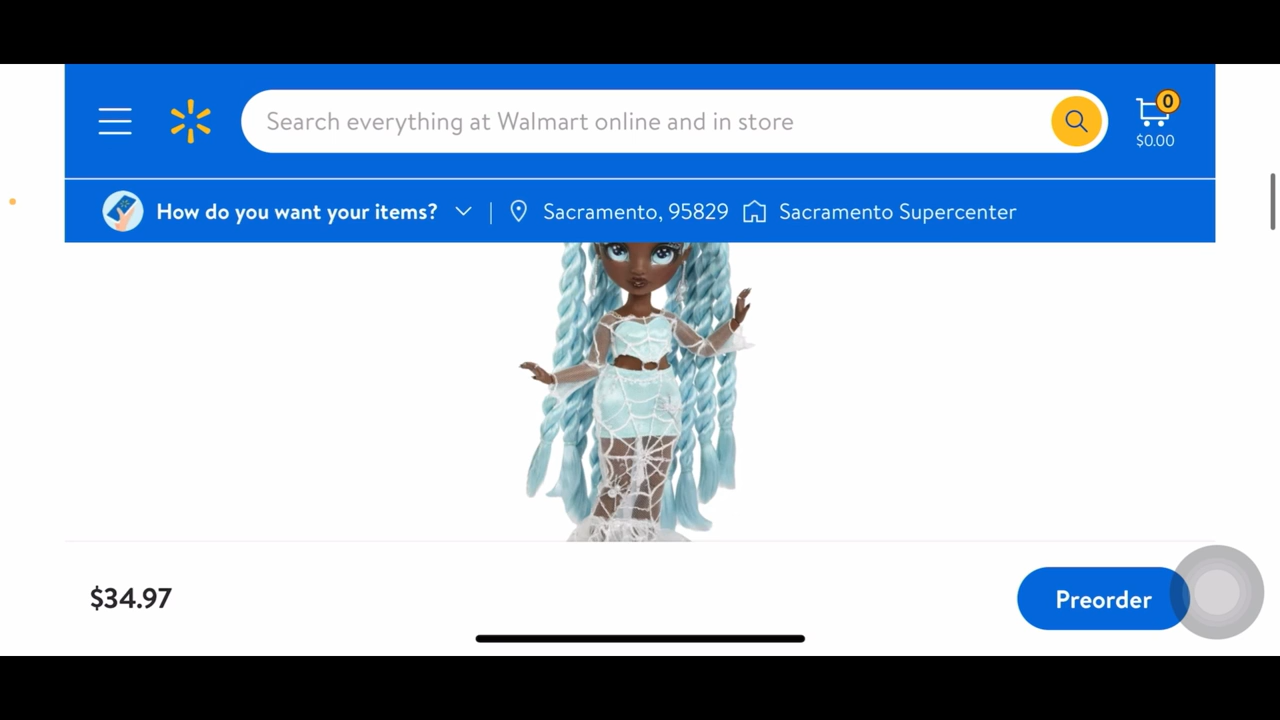 Search everything at Walmart online and in store
0
$0.00
How do you want your items? | Sacramento, 95829 Sacramento Supercenter
$34.97
Preorder